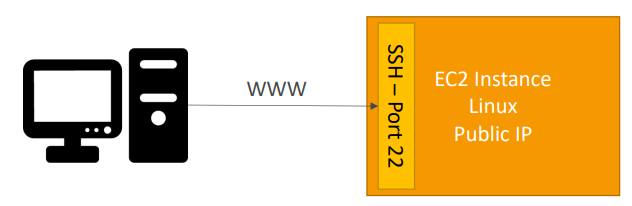 WWW
SSH – Port 22
EC2 Instance
Linux
Public IP